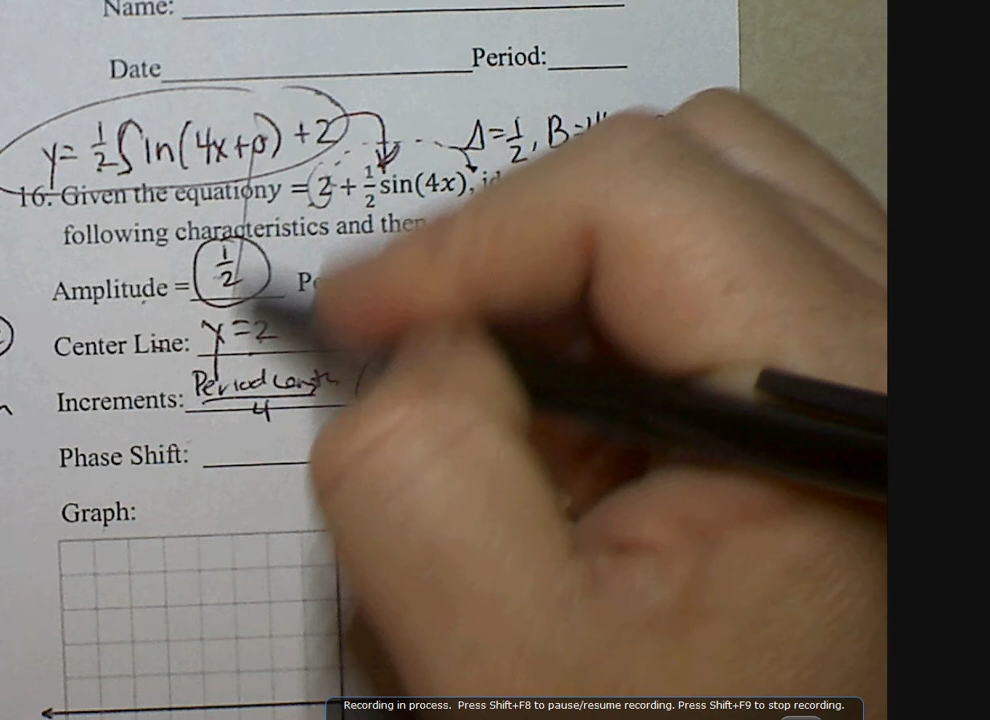 Name:
Date Period:
y = 1/2 Sin(4x+0) + 2 A = 1/2, B =
16. Given the equation y = 2 + 1/2 sin(4x),
following characteristics and then
Amplitude = 1/2
Center Line: y = 2
Increments: Period Length / 4
Phase Shift:
Graph:
Recording in process. Press Shift+F8 to pause/resume recording. Press Shift+F9 to stop recording.